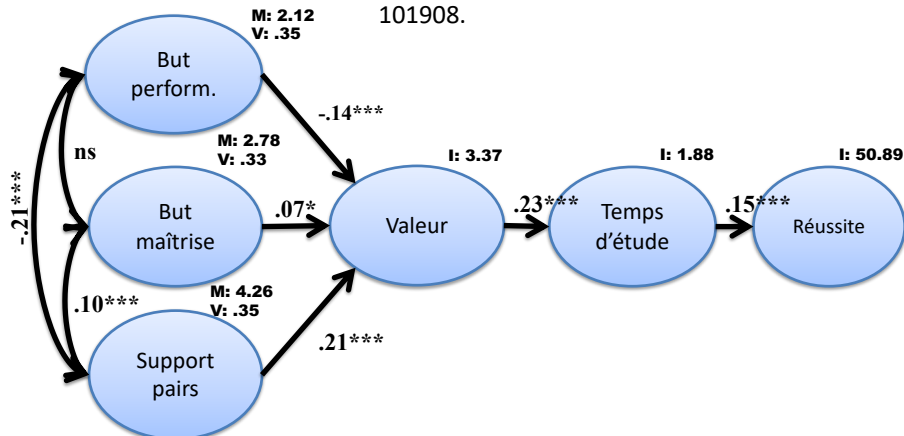 101908.
M: 2.12
V: .35
But
perform.
-.14***
ns
M: 2.78
V: .33
I: 3.37
I: 1.88
I: 50.89
-.21***
But
maîtrise
.07*
Valeur
.23***
Temps
d’étude
.15***
Réussite
.10***
M: 4.26
V: .35
.21***
Support
pairs